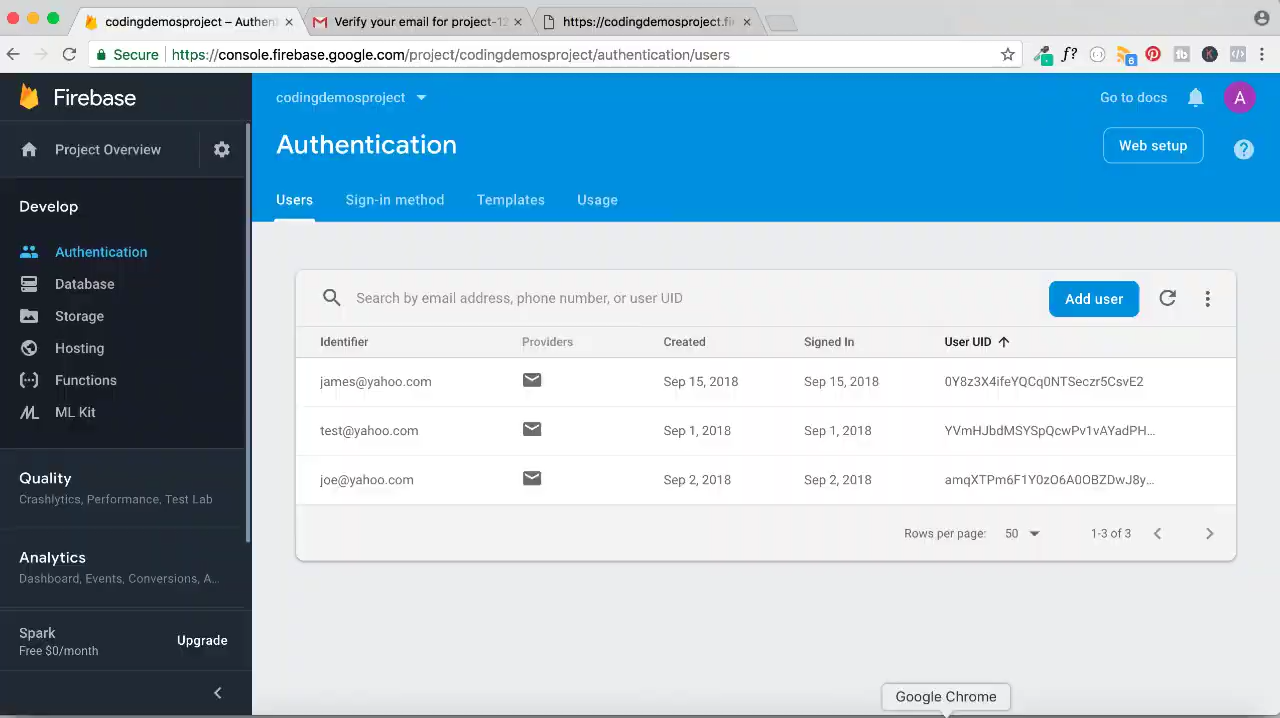 codingdemosproject – Authen
Verify your email for project-12
https://codingdemosproject.fi
Secure
https://console.firebase.google.com/project/codingdemosproject/authentication/users
f?
6
Firebase
codingdemosproject
Go to docs
A
Project Overview
Authentication
Web setup
?
Develop
Users
Sign-in method
Templates
Usage
Authentication
Database
Storage
Hosting
Functions
ML Kit
Search by email address, phone number, or user UID
Add user
Identifier
Providers
Created
Signed In
User UID
james@yahoo.com
Sep 15, 2018
Sep 15, 2018
0Y8z3X4ifeYQCq0NTSeczr5CsvE2
test@yahoo.com
Sep 1, 2018
Sep 1, 2018
YVmHJbdMSYSpQcwPv1vAYadPH...
joe@yahoo.com
Sep 2, 2018
Sep 2, 2018
amqXTPm6F1Y0zO6A0OBZDwJ8y...
Rows per page:
50
1-3 of 3
Quality
Crashlytics, Performance, Test Lab
Analytics
Dashboard, Events, Conversions, A...
Spark
Free $0/month
Upgrade
Google Chrome